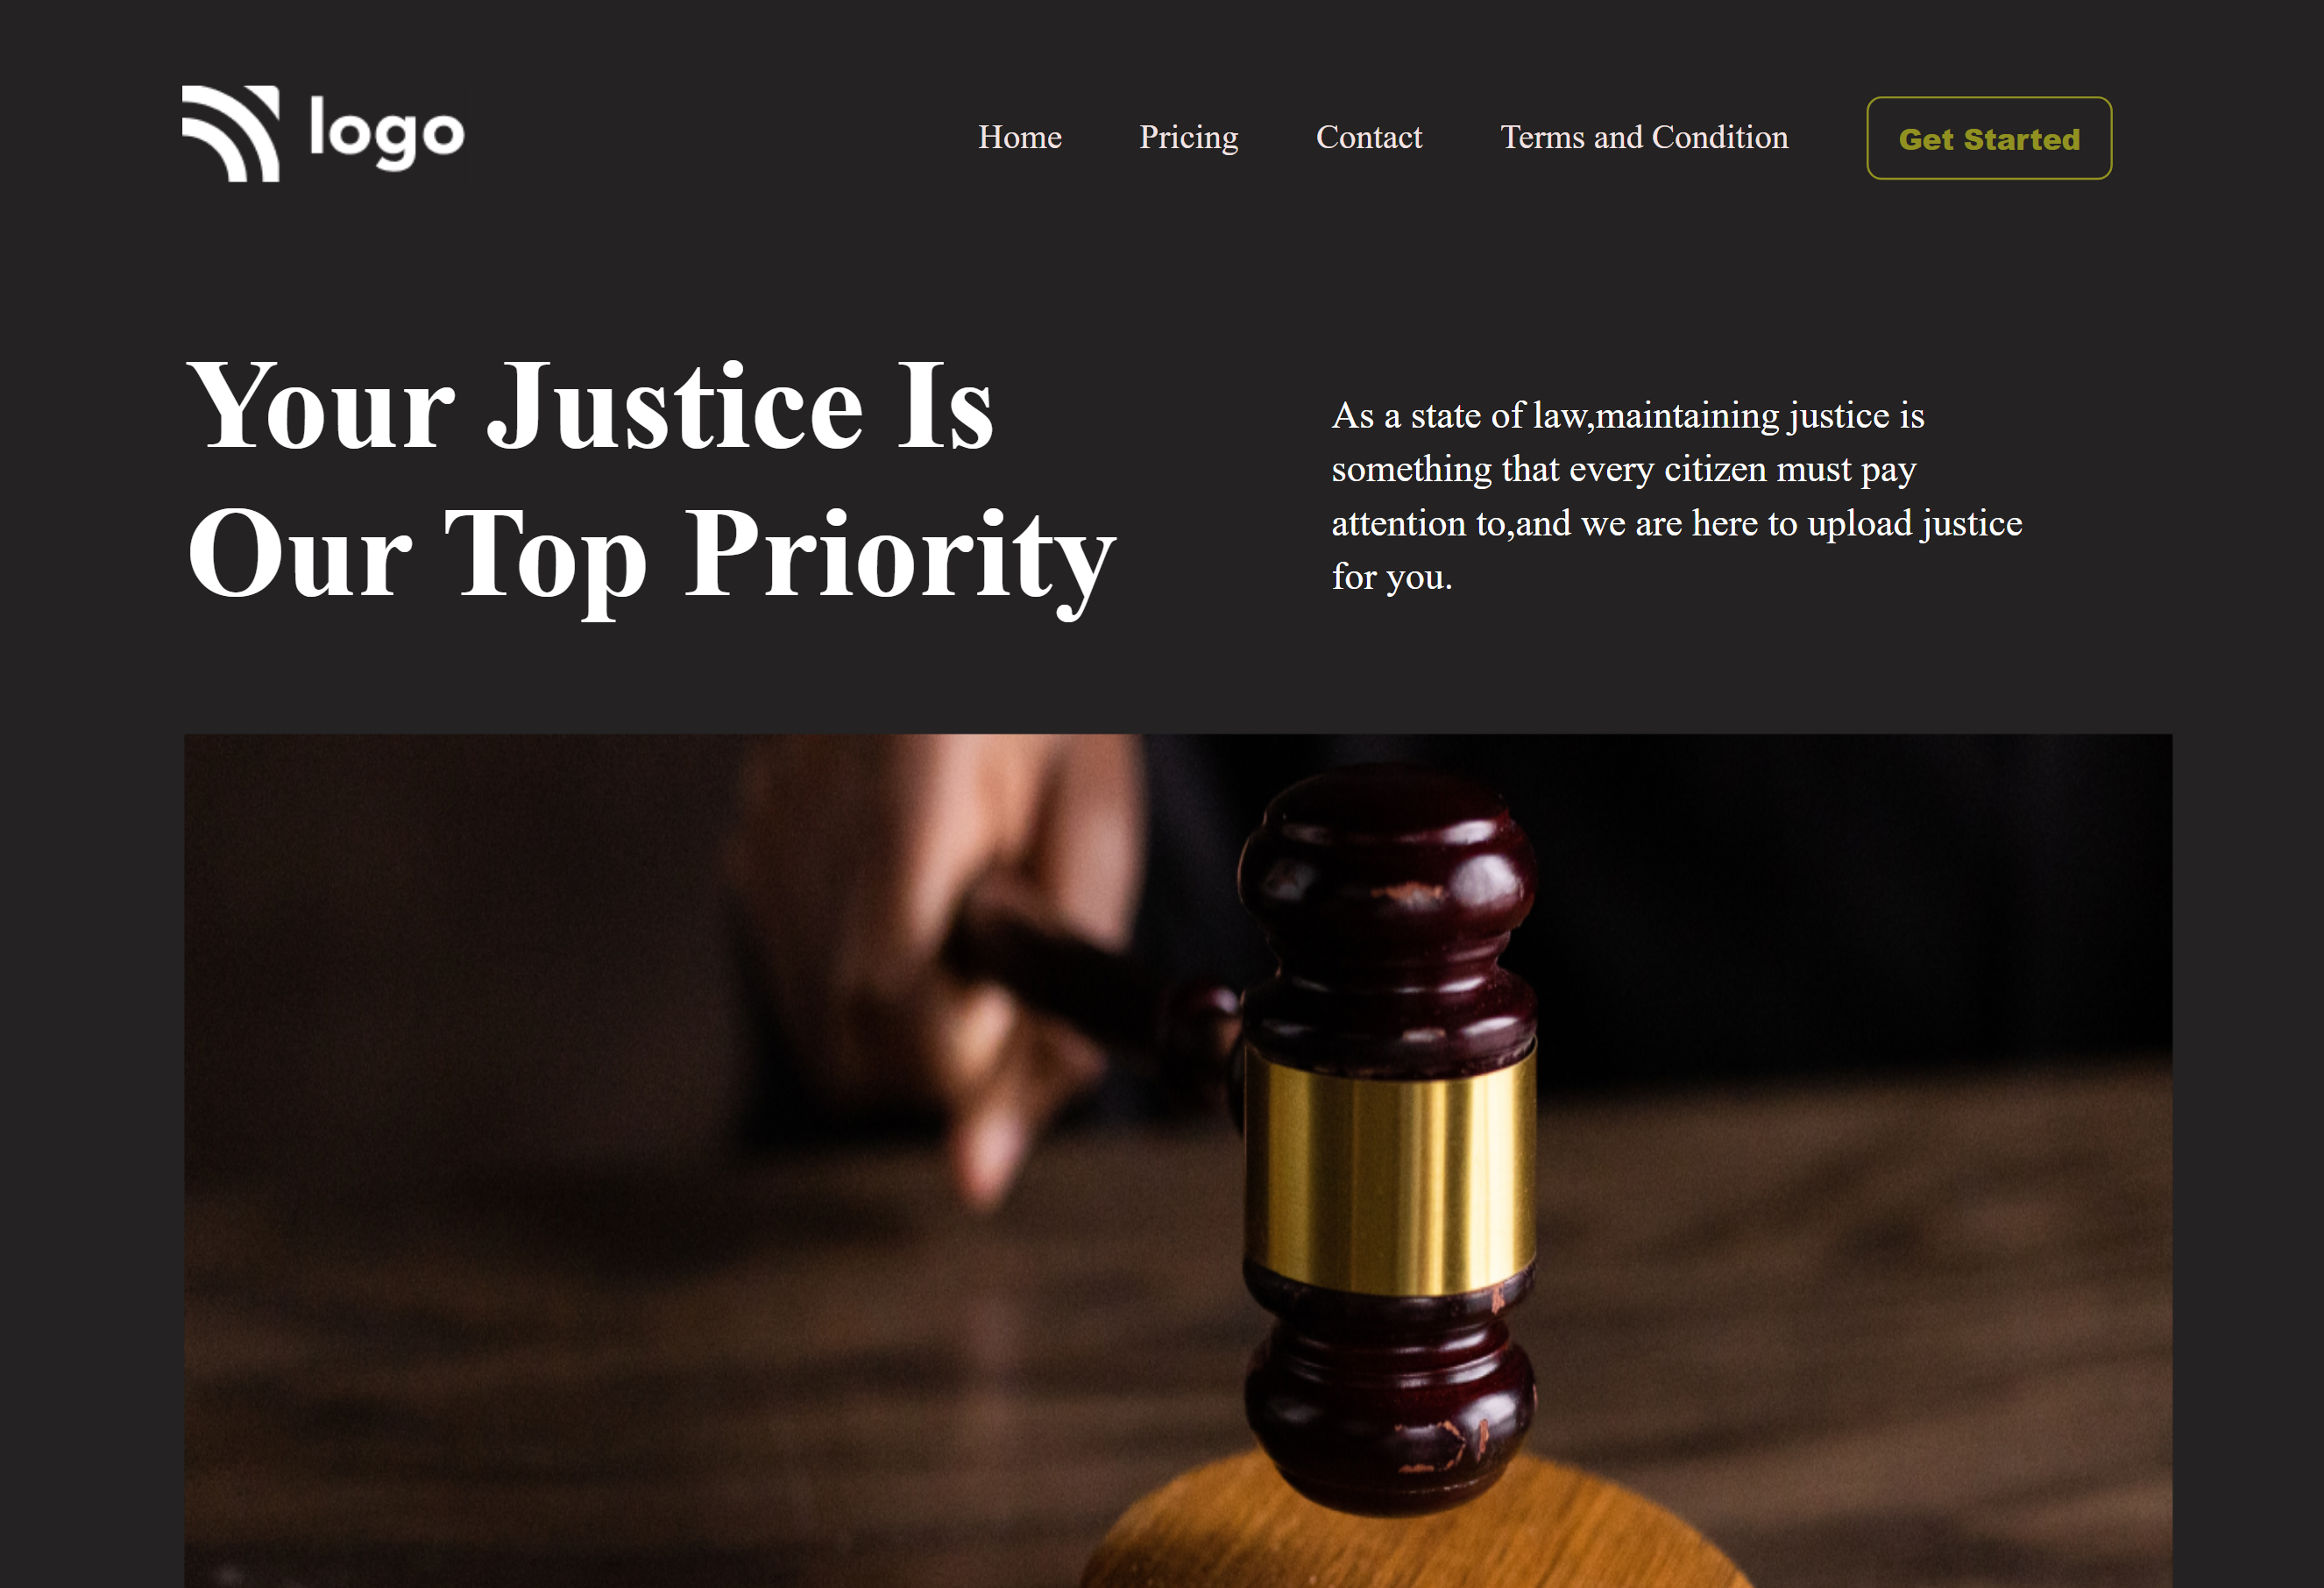 logo
Home
Pricing
Contact
Terms and Condition
Get Started
Your Justice Is
Our Top Priority
As a state of law,maintaining justice is
something that every citizen must pay
attention to,and we are here to upload justice
for you.